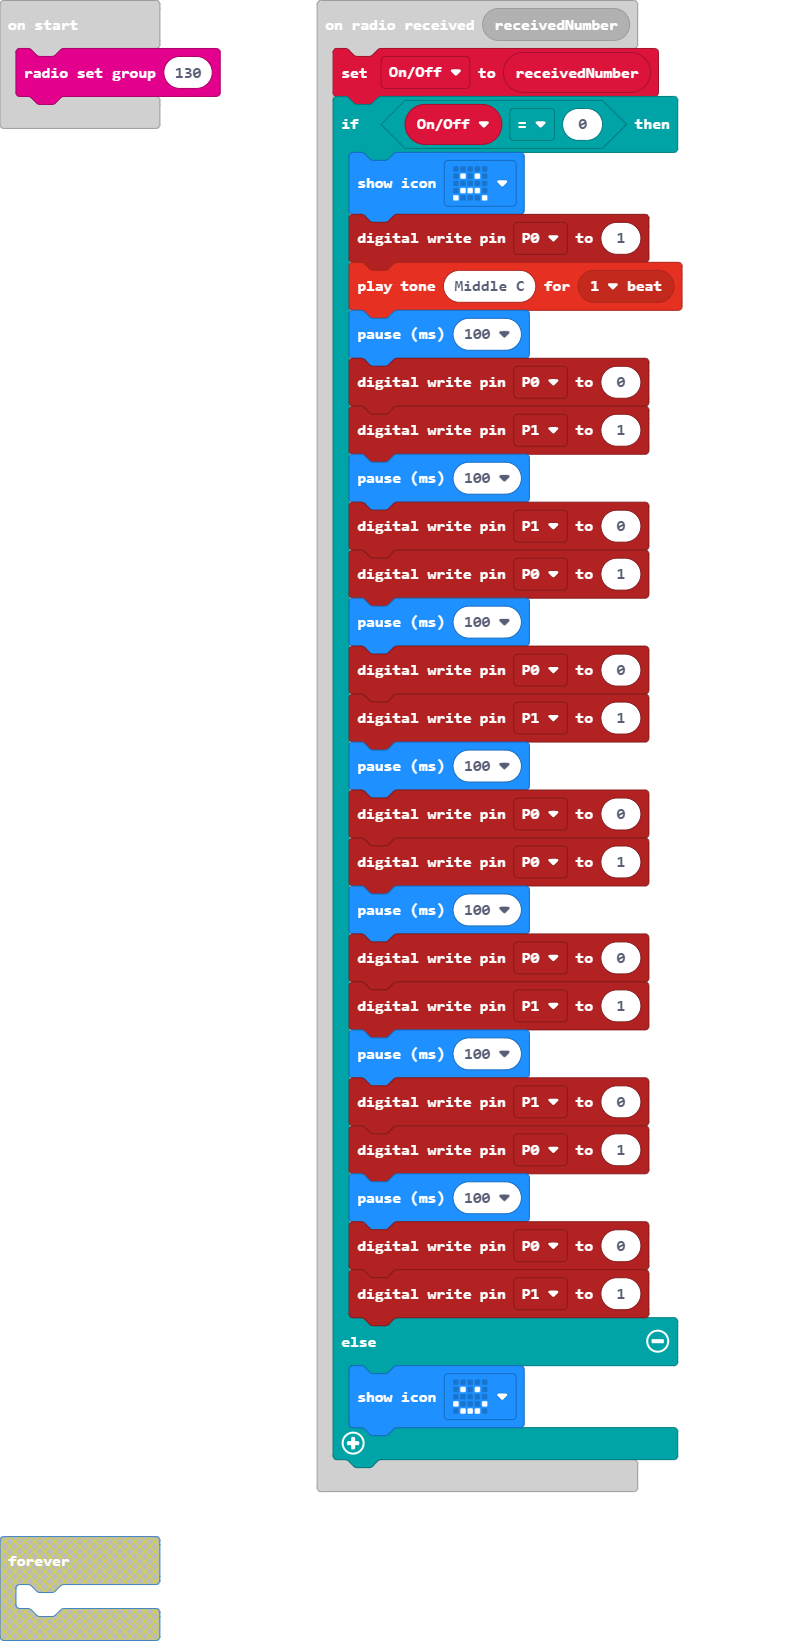 on start
radio set group 130
on radio received receivedNumber
set On/Off to receivedNumber
if On/Off = 0 then
show icon
digital write pin P0 to 1
play tone Middle C for 1 beat
pause (ms) 100
digital write pin P0 to 0
digital write pin P1 to 1
pause (ms) 100
digital write pin P1 to 0
digital write pin P0 to 1
pause (ms) 100
digital write pin P0 to 0
digital write pin P1 to 1
pause (ms) 100
digital write pin P0 to 0
digital write pin P0 to 1
pause (ms) 100
digital write pin P0 to 0
digital write pin P1 to 1
pause (ms) 100
digital write pin P1 to 0
digital write pin P0 to 1
pause (ms) 100
digital write pin P0 to 0
digital write pin P1 to 1
else
show icon
forever